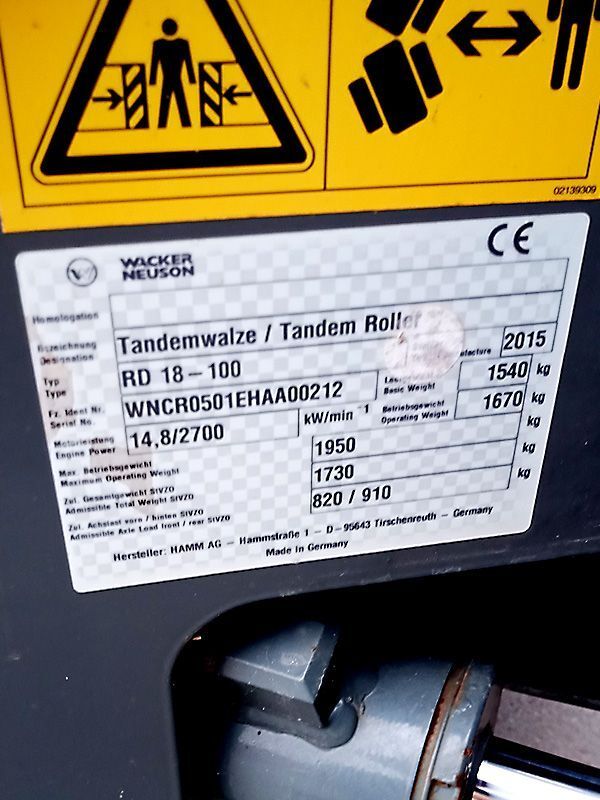 02139309
CE
WACKER
NEUSON
Homologation
Bezeichnung
Designation
Tandemwalze / Tandem Roller
2015
Typ
Type
RD 18-100
Basic Weight
1540 kg
Fz. Ident Nr.
Serial No.
WNCR0501EHAA00212
Betriebsgewicht
Operating Weight
1670 kg
Motorleistung
Engine Power
14,8/2700
kW/min -1
kg
Max. Betriebsgewicht
Maximum Operating Weight
1950
kg
Zul. Gesamtgewicht StVZO
Admissible Total Weight StVZO
1730
kg
Zul. Achslast vorn / hinten StVZO
Admissible Axle Load front / rear StVZO
820 / 910
Hersteller: HAMM AG - Hammstraße 1 - D-95643 Tirschenreuth - Germany
Made in Germany